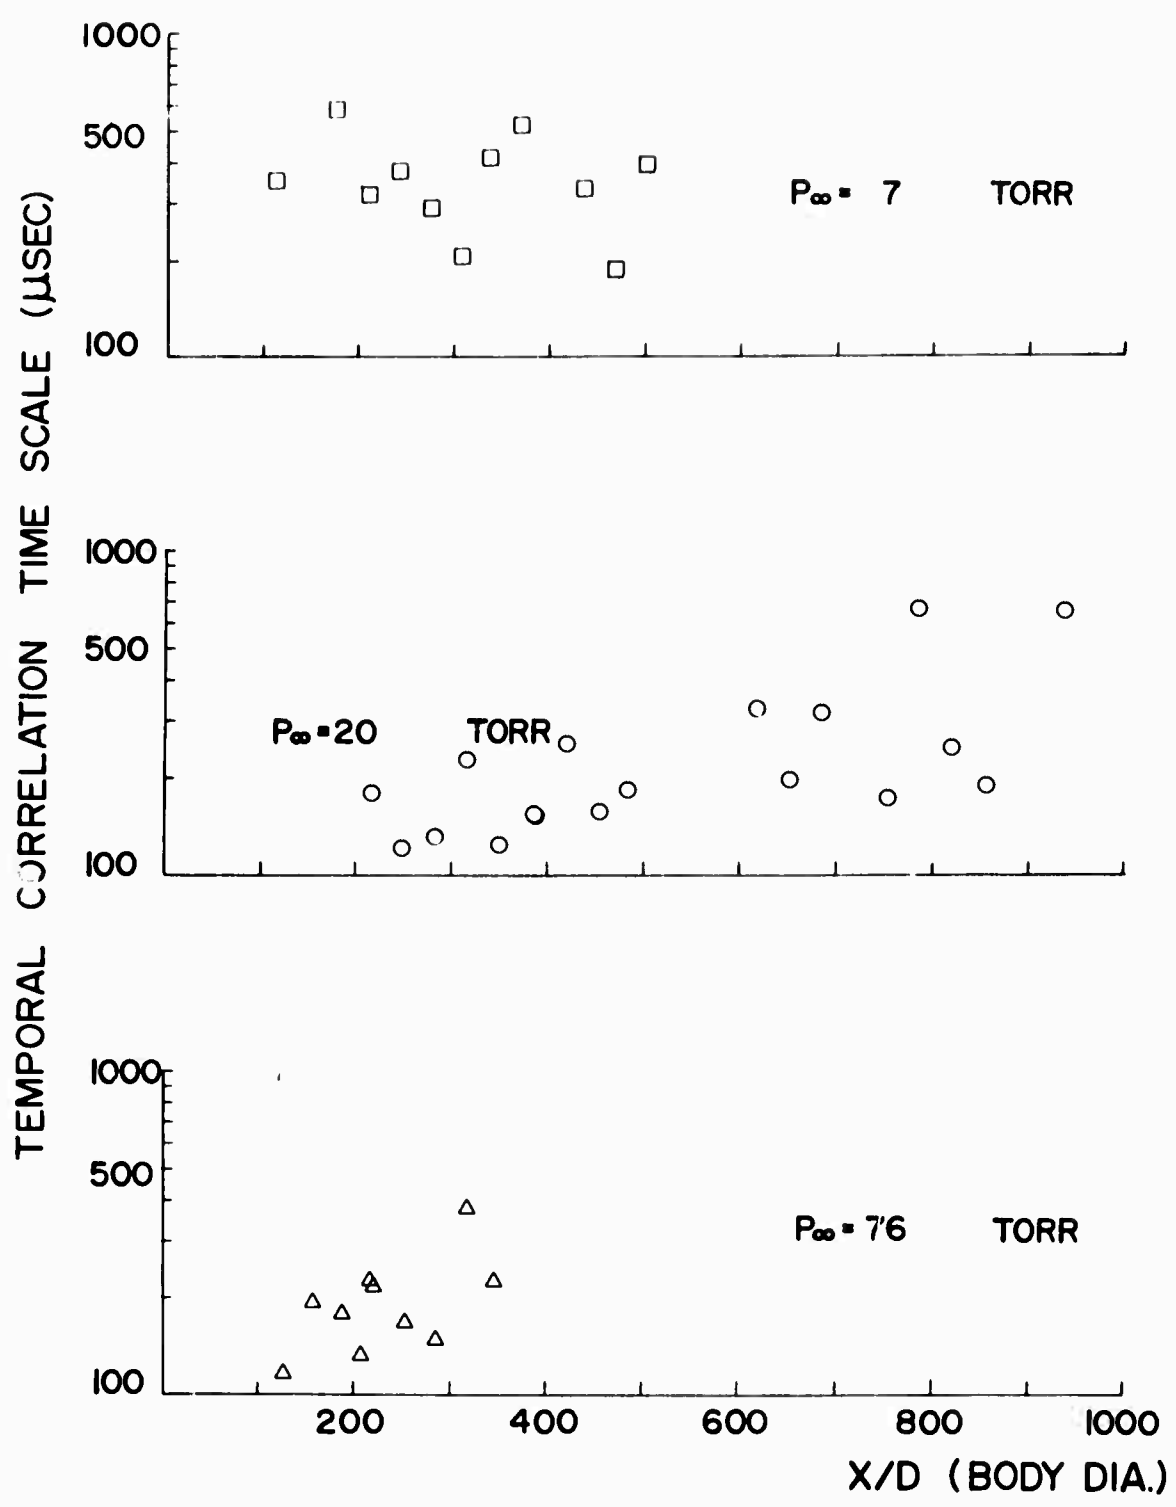 TEMPORAL CORRELATION TIME SCALE (μSEC)
1000
500
100
P∞ = 7 TORR
1000
500
100
P∞ = 20 TORR
1000
500
100
P∞ = 7'6 TORR
200 400 600 800 1000
X/D (BODY DIA.)